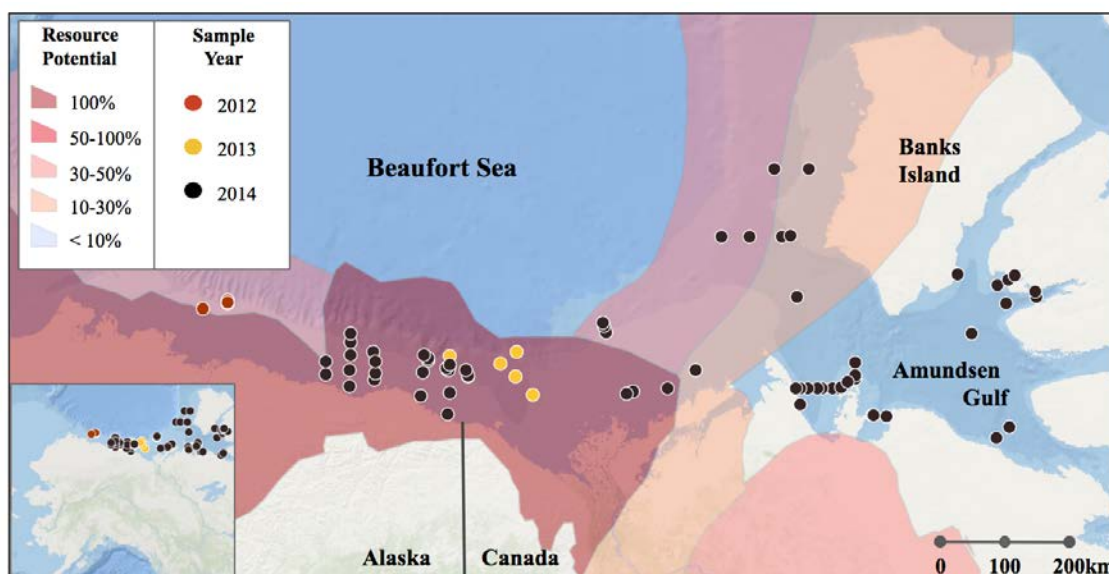 Resource
Potential
100%
50-100%
30-50%
10-30%
< 10%
Sample
Year
2012
2013
2014
Beaufort Sea
Banks
Island
Amundsen
Gulf
Alaska
Canada
0
100
200km